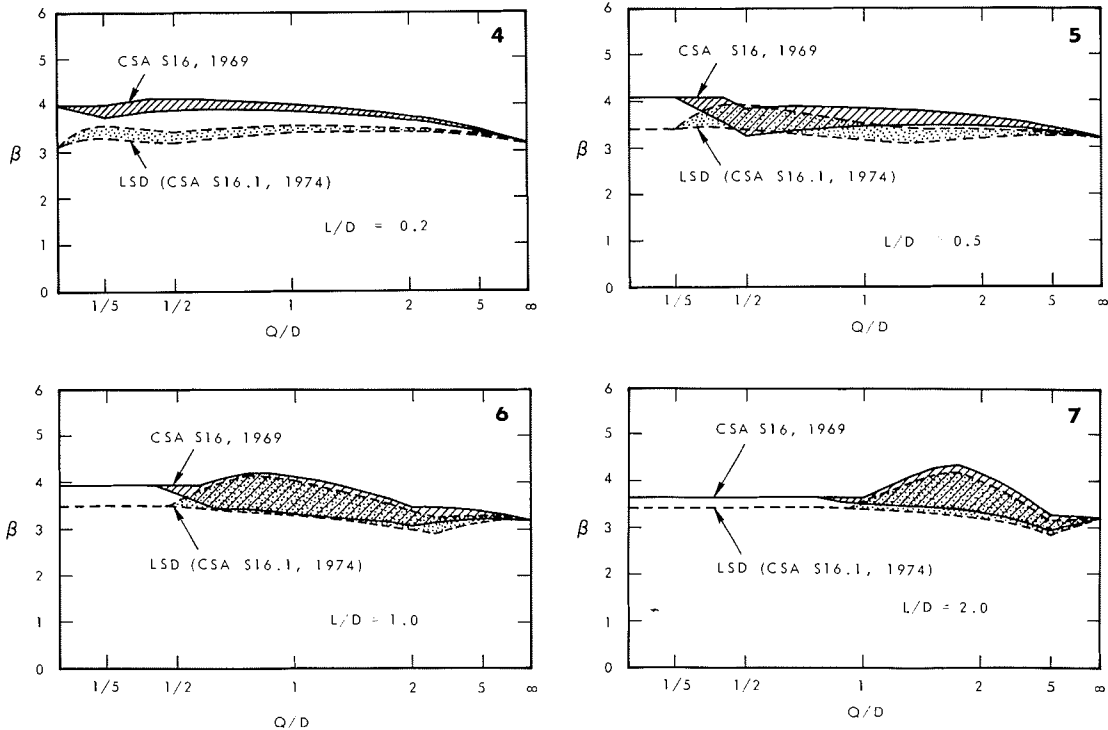 4
6
5
4
3
2
1
0
β
CSA S16, 1969
LSD (CSA S16.1, 1974)
L/D = 0.2
1/5 1/2 1 2 5 ∞
Q/D
5
6
5
4
3
2
1
0
β
CSA S16, 1969
LSD (CSA S16.1, 1974)
L/D 0.5
1/5 1/2 1 2 5 ∞
Q/D
6
6
5
4
3
2
1
0
β
CSA S16, 1969
LSD (CSA S16.1, 1974)
L/D = 1.0
1/5 1/2 1 2 5 ∞
Q/D
7
6
5
4
3
2
1
0
β
CSA S16, 1969
LSD (CSA S16.1, 1974)
L/D = 2.0
1/5 1/2 1 2 5 ∞
Q/D